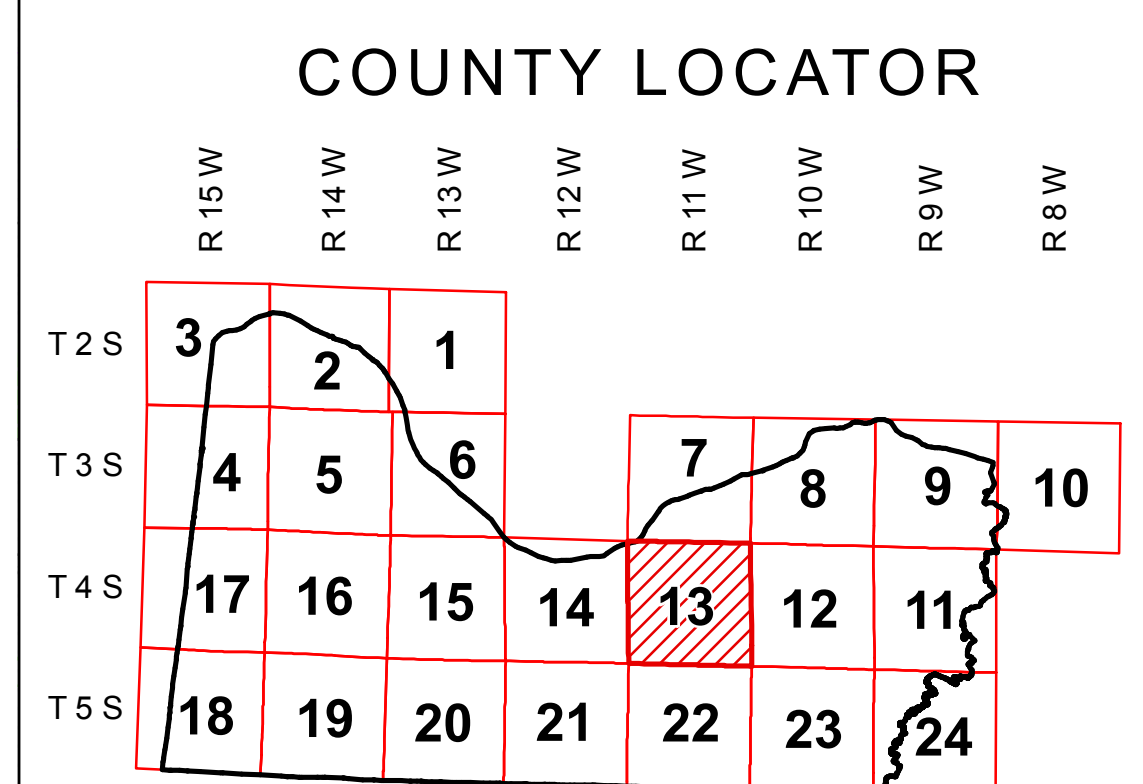 COUNTY LOCATOR
R 15 W R 14 W R 13 W R 12 W R 11 W R 10 W R 9 W R 8 W
T 2 S 3 2 1
T 3 S 4 5 6 7 8 9 10
T 4 S 17 16 15 14 13 12 11
T 5 S 18 19 20 21 22 23 24